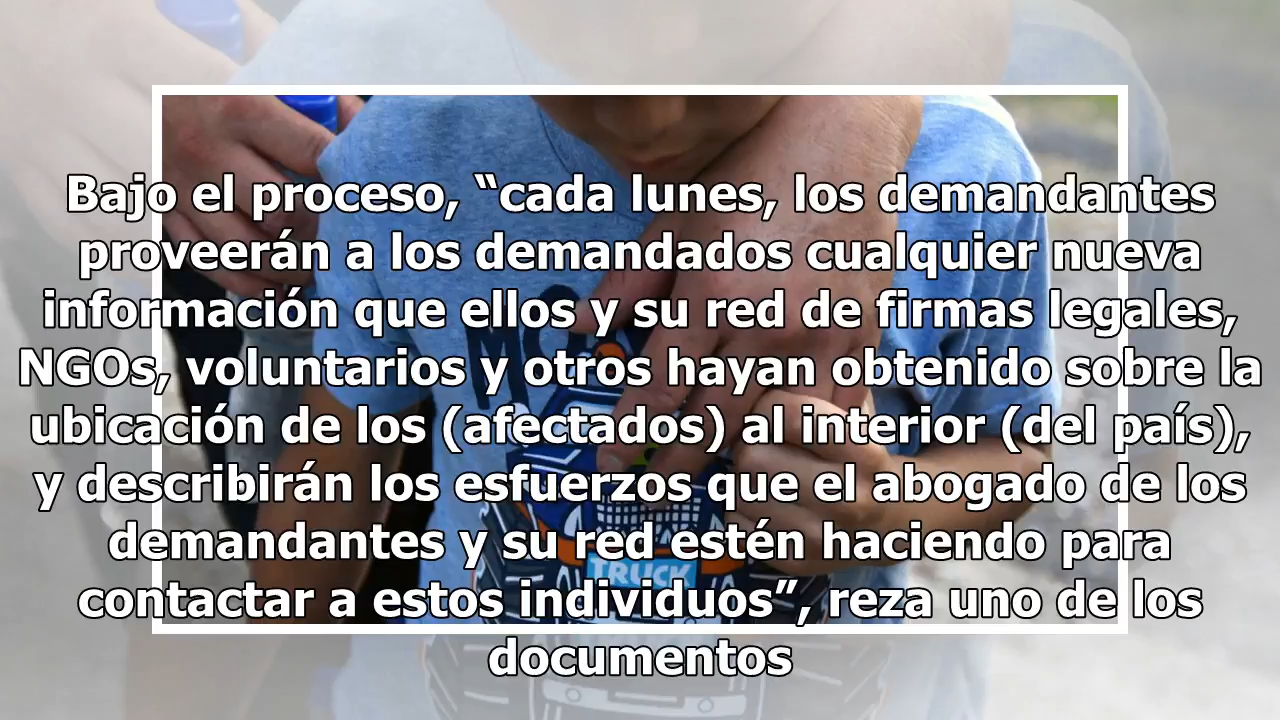 Bajo el proceso, “cada lunes, los demandantes
proveerán a los demandados cualquier nueva
información que ellos y su red de firmas legales,
NGOs, voluntarios y otros hayan obtenido sobre la
ubicación de los (afectados) al interior (del país),
y describirán los esfuerzos que el abogado de los
demandantes y su red estén haciendo para
TRUCK
contactar a estos individuos”, reza uno de los
documentos